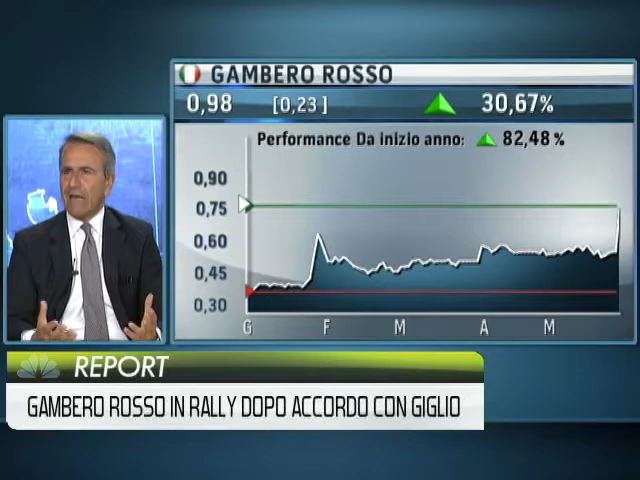 GAMBERO ROSSO
0,98 [0,23] 30,67%
Performance Da inizio anno: 82,48 %
0,90
0,75
0,60
0,45
0,30
G F M A M
REPORT
GAMBERO ROSSO IN RALLY DOPO ACCORDO CON GIGLIO